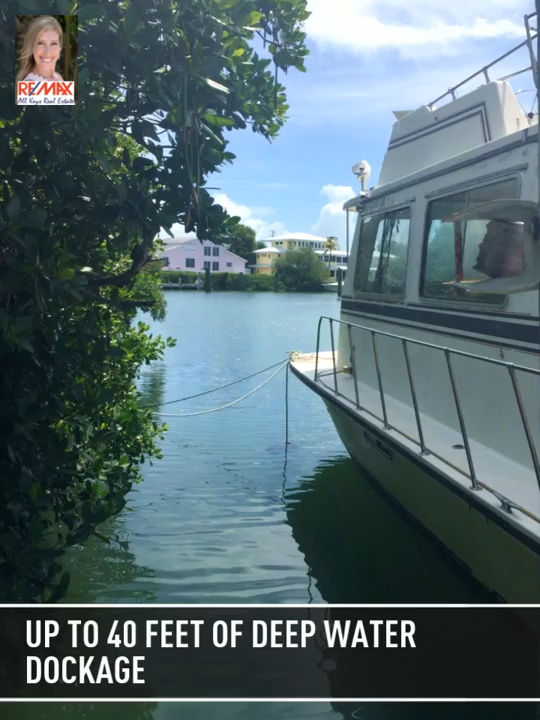 RE/MAX
All Keys Real Estate
UP TO 40 FEET OF DEEP WATER
DOCKAGE